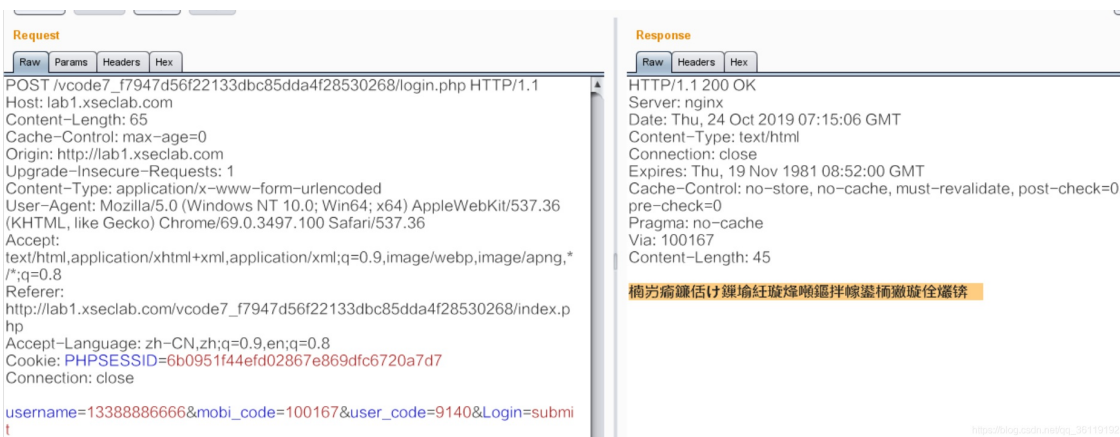 Request
Raw Params Headers Hex
POST /vcode7_f7947d56f22133dbc85dda4f28530268/login.php HTTP/1.1
Host: lab1.xseclab.com
Content-Length: 65
Cache-Control: max-age=0
Origin: http://lab1.xseclab.com
Upgrade-Insecure-Requests: 1
Content-Type: application/x-www-form-urlencoded
User-Agent: Mozilla/5.0 (Windows NT 10.0; Win64; x64) AppleWebKit/537.36
(KHTML, like Gecko) Chrome/69.0.3497.100 Safari/537.36
Accept:
text/html,application/xhtml+xml,application/xml;q=0.9,image/webp,image/apng,*
/*;q=0.8
Referer:
http://lab1.xseclab.com/vcode7_f7947d56f22133dbc85dda4f28530268/index.p
hp
Accept-Language: zh-CN,zh;q=0.9,en;q=0.8
Cookie: PHPSESSID=6b0951f44efd02867e869dfc6720a7d7
Connection: close
username=13388886666&mobi_code=100167&user_code=9140&Login=submi
t
Response
Raw Headers Hex
HTTP/1.1 200 OK
Server: nginx
Date: Thu, 24 Oct 2019 07:15:06 GMT
Content-Type: text/html
Connection: close
Expires: Thu, 19 Nov 1981 08:52:00 GMT
Cache-Control: no-store, no-cache, must-revalidate, post-check=0
pre-check=0
Pragma: no-cache
Via: 100167
Content-Length: 45